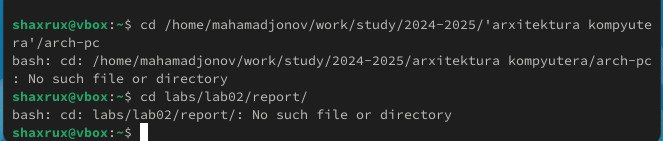 shaxrux@vbox:~$ cd /home/mahamadjonov/work/study/2024-2025/'arxitektura kompyute
ra'/arch-pc
bash: cd: /home/mahamadjonov/work/study/2024-2025/arxitektura kompyutera/arch-pc
: No such file or directory
shaxrux@vbox:~$ cd labs/lab02/report/
bash: cd: labs/lab02/report/: No such file or directory
shaxrux@vbox:~$